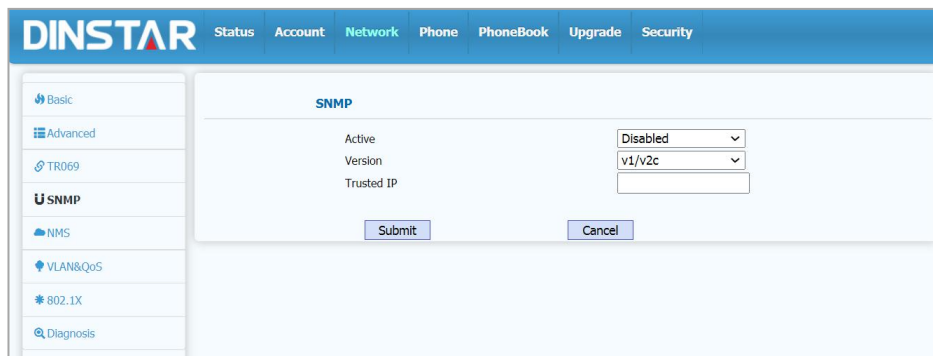 DINSTAR Status Account Network Phone PhoneBook Upgrade Security
Basic
Advanced
TR069
SNMP
NMS
VLAN&QoS
802.1X
Diagnosis
SNMP
Active Disabled
Version v1/v2c
Trusted IP
Submit Cancel